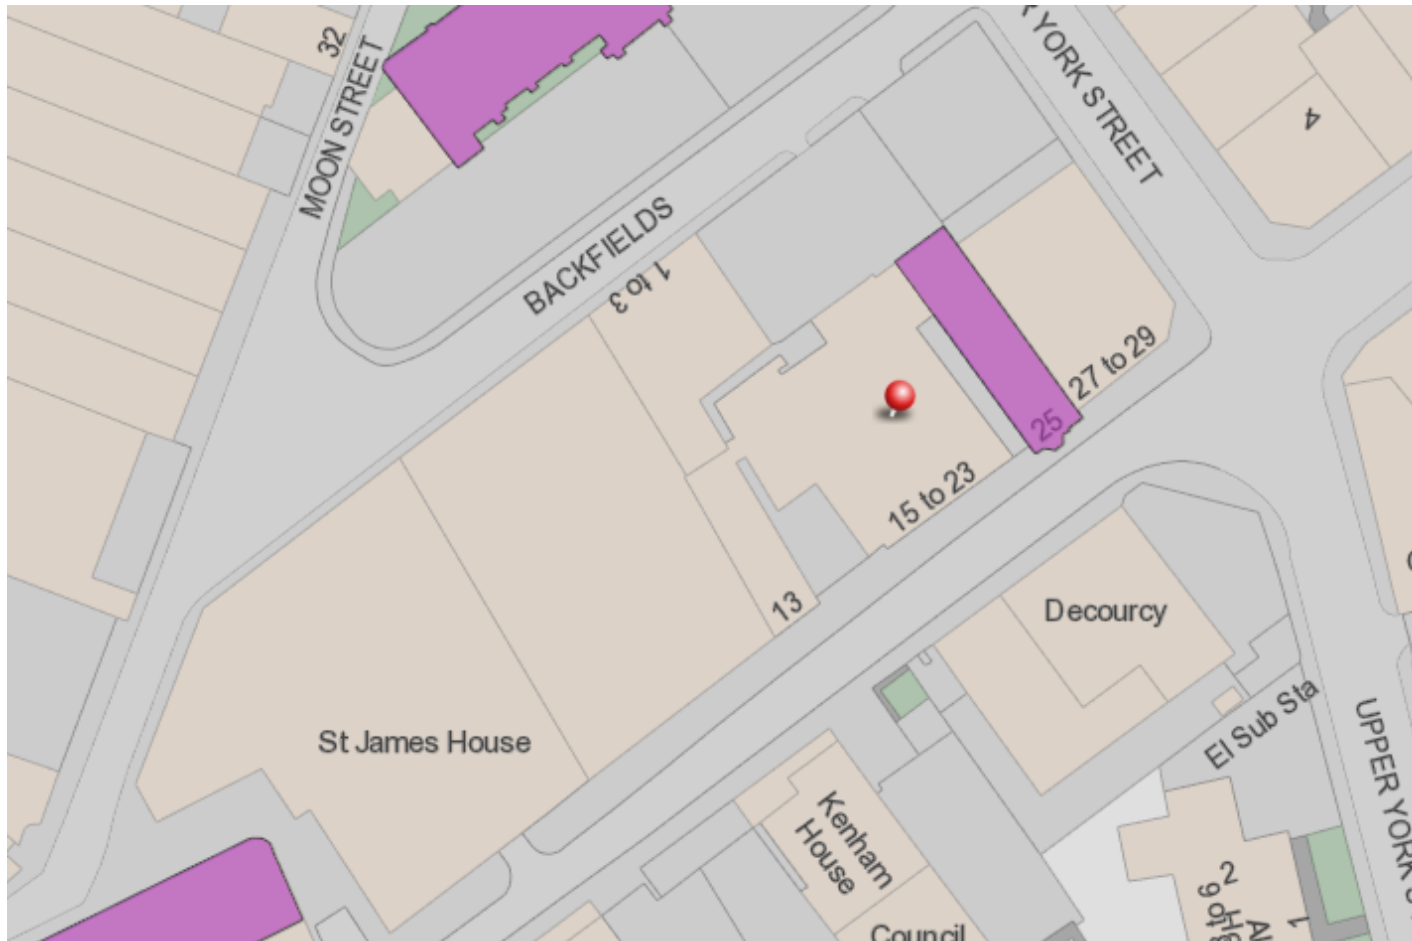 32
MOON STREET
YORK STREET
4
BACKFIELDS
1 to 3
27 to 29
25
15 to 23
13
Decourcy
St James House
El Sub Sta
UPPER YORK
Kenham
House
Council
2
1